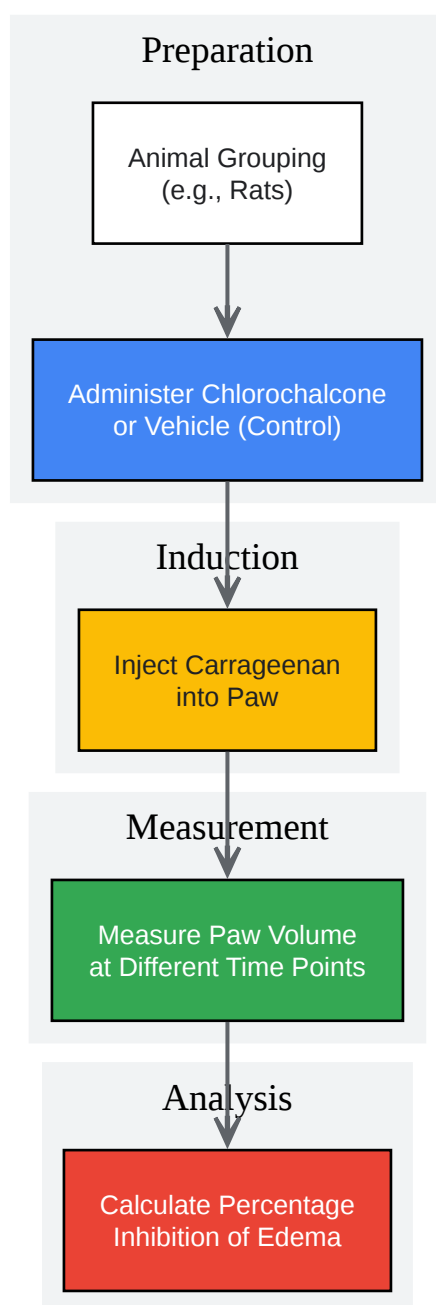 Preparation
Animal Grouping
(e.g., Rats)
Administer Chlorochalcone
or Vehicle (Control)
Induction
Inject Carrageenan
into Paw
Measurement
Measure Paw Volume
at Different Time Points
Analysis
Calculate Percentage
Inhibition of Edema